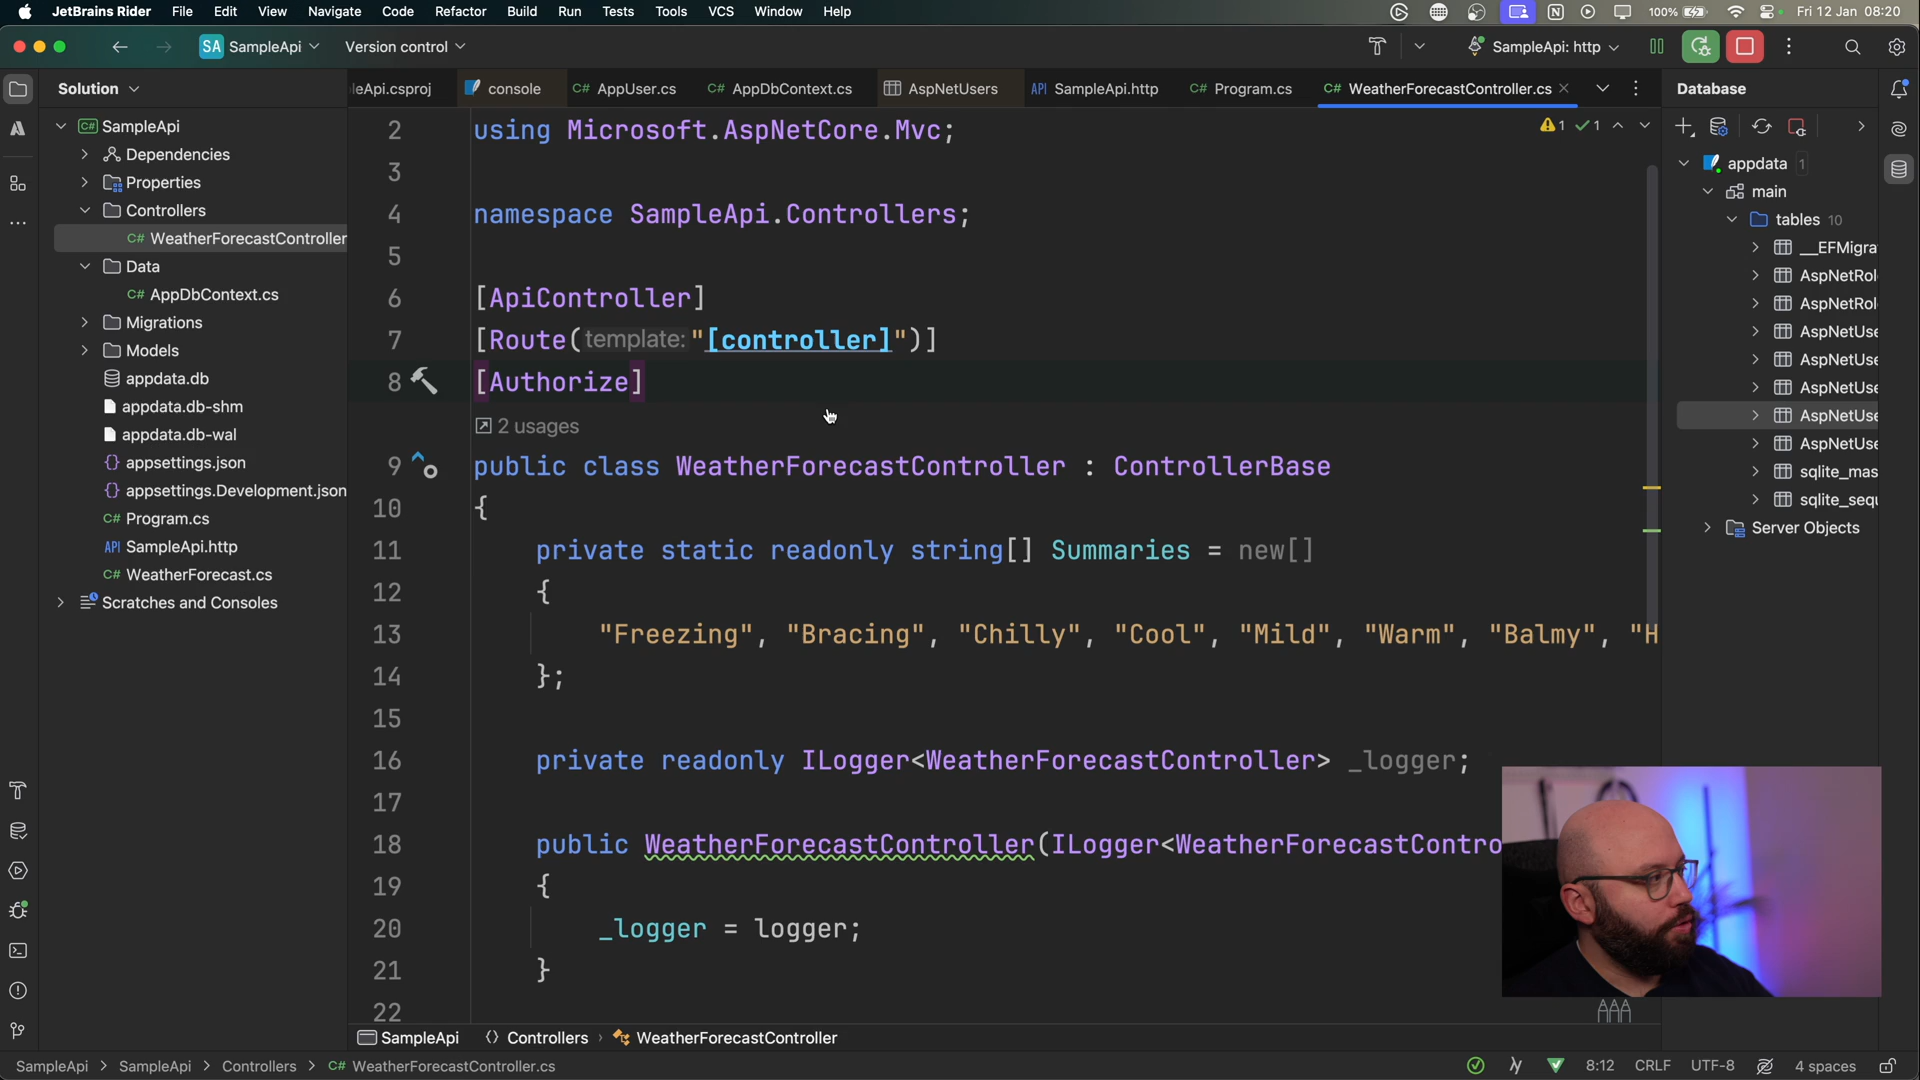 JetBrains Rider File Edit View Navigate Code Refactor Build Run Tests Tools VCS Window Help 100% Fri 12 Jan 08:20
SA SampleApi Version control SampleApi: http
Solution
leApi.csproj console C# AppUser.cs C# AppDbContext.cs AspNetUsers API SampleApi.http C# Program.cs C# WeatherForecastController.cs
Database
C# SampleApi
Dependencies
Properties
Controllers
C# WeatherForecastController
Data
C# AppDbContext.cs
Migrations
Models
appdata.db
appdata.db-shm
appdata.db-wal
{} appsettings.json
{} appsettings.Development.json
C# Program.cs
API SampleApi.http
C# WeatherForecast.cs
Scratches and Consoles
1 1
2 using Microsoft.AspNetCore.Mvc;
3
4 namespace SampleApi.Controllers;
5
6 [ApiController]
7 [Route(template:"[controller]")]
8 [Authorize]
2 usages
9 public class WeatherForecastController : ControllerBase
10 {
11 private static readonly string[] Summaries = new[]
12 {
13 "Freezing", "Bracing", "Chilly", "Cool", "Mild", "Warm", "Balmy", "H
14 };
15
16 private readonly ILogger<WeatherForecastController> _logger;
17
18 public WeatherForecastController(ILogger<WeatherForecastContro
19 {
20 _logger = logger;
21 }
22
appdata 1
main
tables 10
__EFMigra
AspNetRol
AspNetRol
AspNetUse
AspNetUse
AspNetUse
AspNetUse
AspNetUse
sqlite_mas
sqlite_sequ
Server Objects
SampleApi Controllers WeatherForecastController
SampleApi SampleApi Controllers C# WeatherForecastController.cs
8:12 CRLF UTF-8 4 spaces